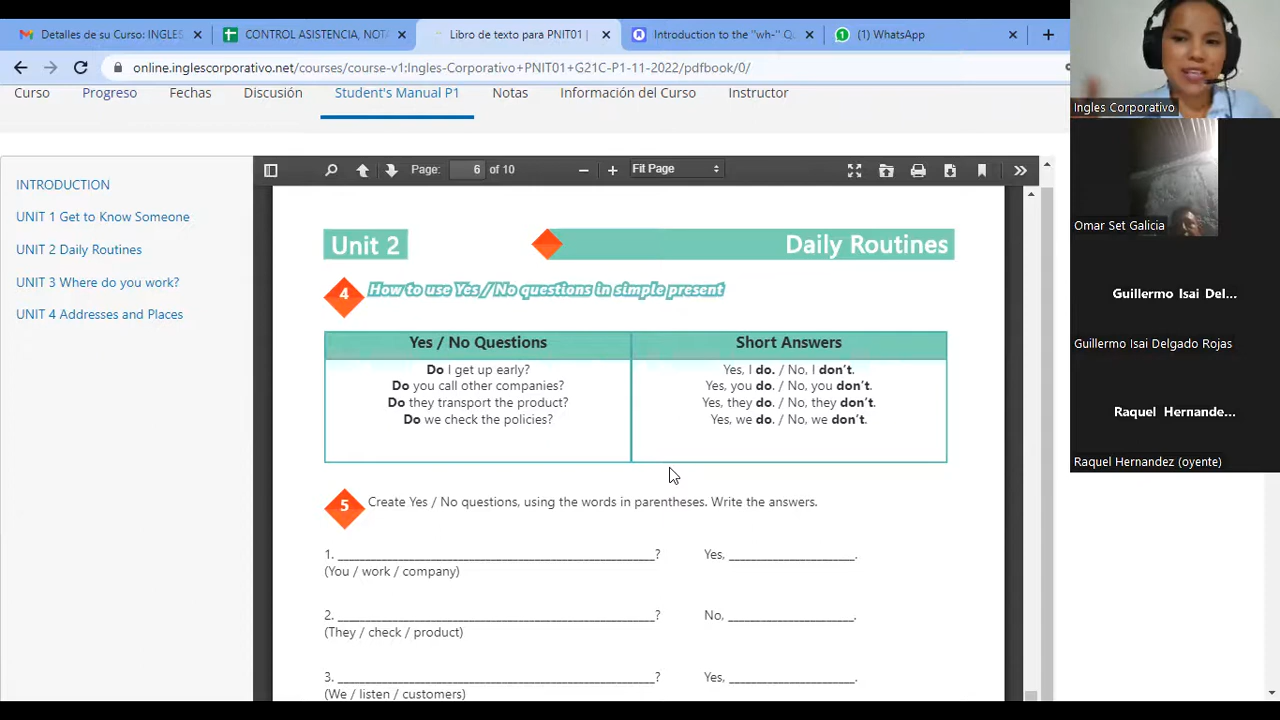 Detalles de su Curso: INGLES
CONTROL ASISTENCIA, NOTA
Libro de texto para PNIT01 |
Introduction to the "wh-" Q
(1) WhatsApp
online.inglescorporativo.net/courses/course-v1:Ingles-Corporativo+PNIT01+G21C-P1-11-2022/pdfbook/0/
Curso
Progreso
Fechas
Discusión
Student's Manual P1
Notas
Información del Curso
Instructor
INTRODUCTION
UNIT 1 Get to Know Someone
UNIT 2 Daily Routines
UNIT 3 Where do you work?
UNIT 4 Addresses and Places
Page: 6 of 10
Fit Page
Unit 2
Daily Routines
4 How to use Yes / No questions in simple present
Yes / No Questions
Short Answers
Do I get up early?
Yes, I do. / No, I don't.
Do you call other companies?
Yes, you do. / No, you don't.
Do they transport the product?
Yes, they do. / No, they don't.
Do we check the policies?
Yes, we do. / No, we don't.
5 Create Yes / No questions, using the words in parentheses. Write the answers.
1. ________________________________________? Yes, ___________________.
(You / work / company)
2. ________________________________________? No, ___________________.
(They / check / product)
3. ________________________________________? Yes, ___________________.
(We / listen / customers)
Ingles Corporativo
Omar Set Galicia
Guillermo Isai Del...
Guillermo Isai Delgado Rojas
Raquel Hernande...
Raquel Hernandez (oyente)